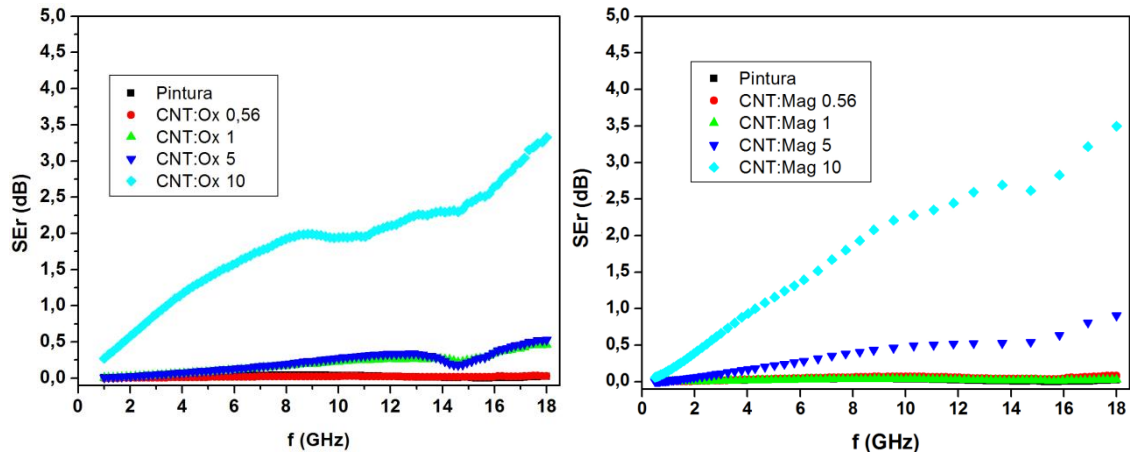 5,0
4,5
4,0
3,5
3,0
2,5
2,0
1,5
1,0
0,5
0,0
SEr (dB)
Pintura
CNT:Ox 0,56
CNT:Ox 1
CNT:Ox 5
CNT:Ox 10
0 2 4 6 8 10 12 14 16 18
f (GHz)
5,0
4,5
4,0
3,5
3,0
2,5
2,0
1,5
1,0
0,5
0,0
SEr (dB)
Pintura
CNT:Mag 0.56
CNT:Mag 1
CNT:Mag 5
CNT:Mag 10
0 2 4 6 8 10 12 14 16 18
f (GHz)